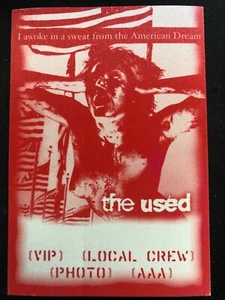 I awoke in a sweat from the American Dream
the used
(VIP) (LOCAL CREW)
(PHOTO) (AAA)